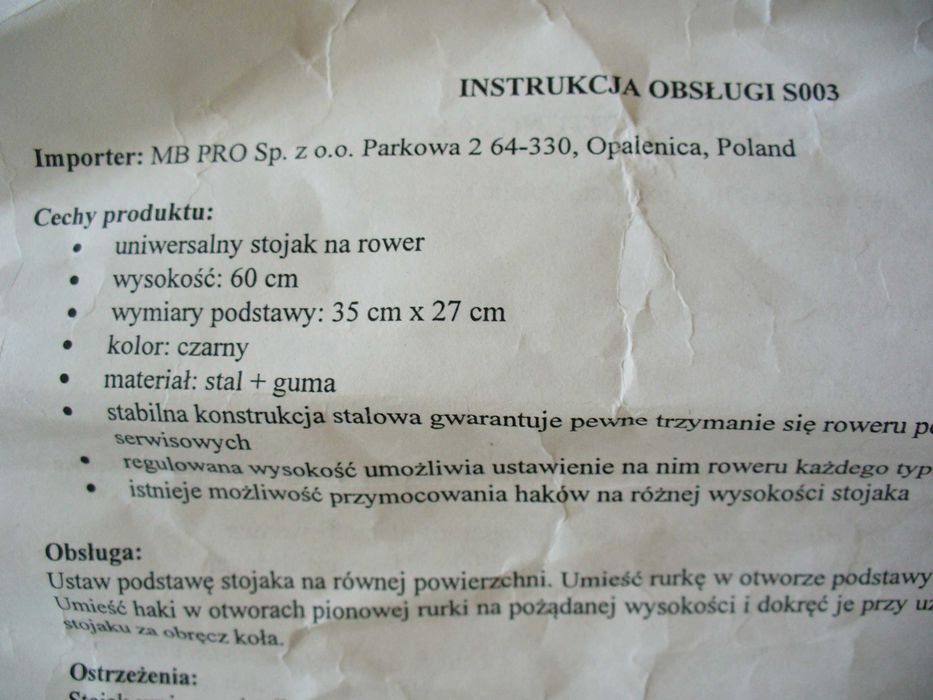 INSTRUKCJA OBSŁUGI S003
Importer: MB PRO Sp. z o.o. Parkowa 2 64-330, Opalenica, Poland
Cechy produktu:
• uniwersalny stojak na rower
• wysokość: 60 cm
• wymiary podstawy: 35 cm x 27 cm
• kolor: czarny
• materiał: stal + guma
• stabilna konstrukcja stalowa gwarantuje pewne trzymanie się roweru
serwisowych
• regulowana wysokość umożliwia ustawienie na nim roweru każdego typ
• istnieje możliwość przymocowania haków na różnej wysokości stojaka
Obsługa:
Ustaw podstawę stojaka na równej powierzchni. Umieść rurkę w otworze podstawy
Umieść haki w otworach pionowej rurki na pożądanej wysokości i dokręć je przy
stojaku za obręcz koła.
Ostrzeżenia: